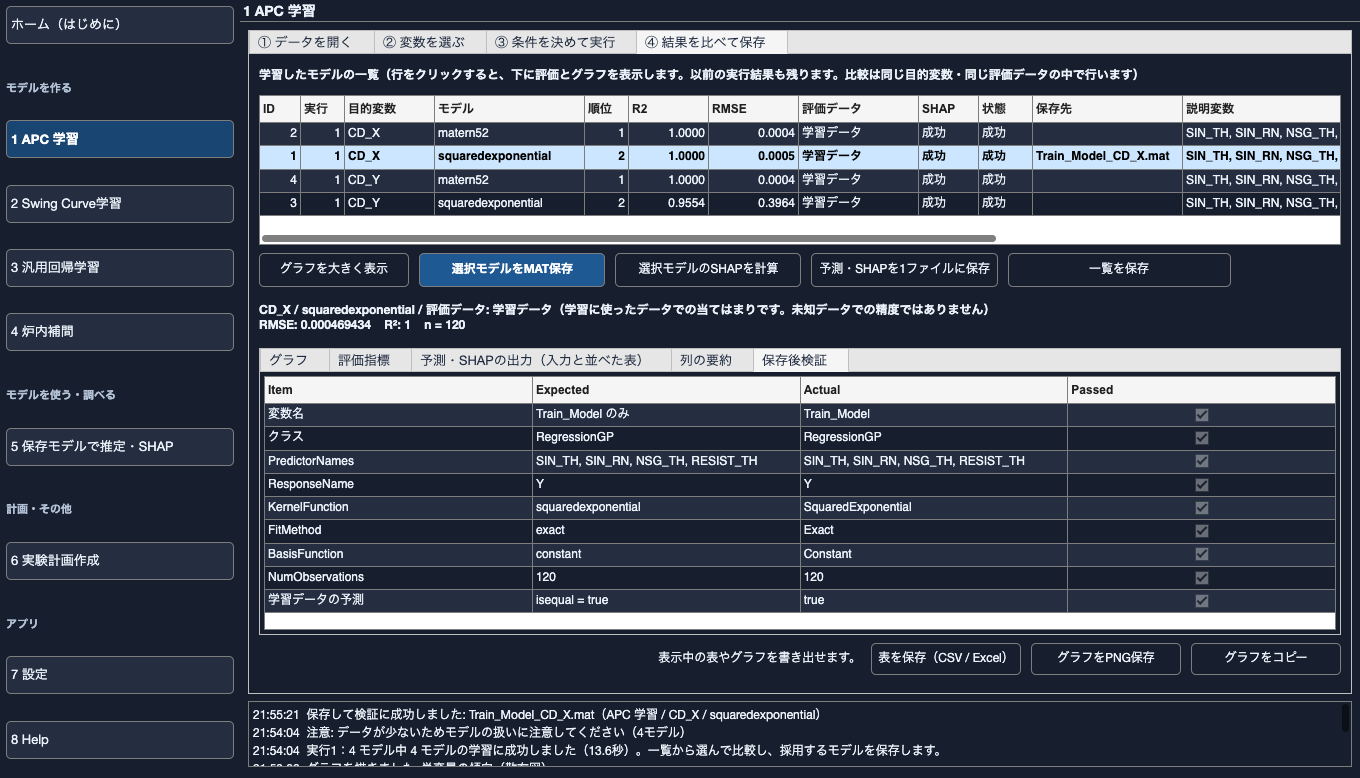 ホーム（はじめに）
モデルを作る
1 APC 学習
2 Swing Curve学習
3 汎用回帰学習
4 炉内補間
モデルを使う・調べる
5 保存モデルで推定・SHAP
計画・その他
6 実験計画作成
アプリ
7 設定
8 Help
1 APC 学習
① データを開く ② 変数を選ぶ ③ 条件を決めて実行 ④ 結果を比べて保存
学習したモデルの一覧（行をクリックすると、下に評価とグラフを表示します。以前の実行結果も残ります。比較は同じ目的変数・同じ評価データの中で行います）
ID 実行 目的変数 モデル 順位 R2 RMSE 評価データ SHAP 状態 保存先 説明変数
2 1 CD_X matern52 1 1.0000 0.0004 学習データ 成功 成功 SIN_TH, SIN_RN, NSG_TH,
1 1 CD_X squaredexponential 2 1.0000 0.0005 学習データ 成功 成功 Train_Model_CD_X.mat SIN_TH, SIN_RN, NSG_TH,
4 1 CD_Y matern52 1 1.0000 0.0004 学習データ 成功 成功 SIN_TH, SIN_RN, NSG_TH,
3 1 CD_Y squaredexponential 2 0.9554 0.3964 学習データ 成功 成功 SIN_TH, SIN_RN, NSG_TH,
グラフを大きく表示 選択モデルをMAT保存 選択モデルのSHAPを計算 予測・SHAPを1ファイルに保存 一覧を保存
CD_X / squaredexponential / 評価データ: 学習データ（学習に使ったデータでの当てはまりです。未知データでの精度ではありません）
RMSE: 0.000469434 R²: 1 n = 120
グラフ 評価指標 予測・SHAPの出力（入力と並べた表） 列の要約 保存後検証
Item Expected Actual Passed
変数名 Train_Model のみ Train_Model
クラス RegressionGP RegressionGP
PredictorNames SIN_TH, SIN_RN, NSG_TH, RESIST_TH SIN_TH, SIN_RN, NSG_TH, RESIST_TH
ResponseName Y Y
KernelFunction squaredexponential SquaredExponential
FitMethod exact Exact
BasisFunction constant Constant
NumObservations 120 120
学習データの予測 isequal = true true
表示中の表やグラフを書き出せます。 表を保存（CSV / Excel） グラフをPNG保存 グラフをコピー
21:55:21 保存して検証に成功しました: Train_Model_CD_X.mat（APC 学習 / CD_X / squaredexponential）
21:54:04 注意: データが少ないためモデルの扱いに注意してください（4モデル）
21:54:04 実行1：4 モデル中 4 モデルの学習に成功しました（13.6秒）。一覧から選んで比較し、採用するモデルを保存します。